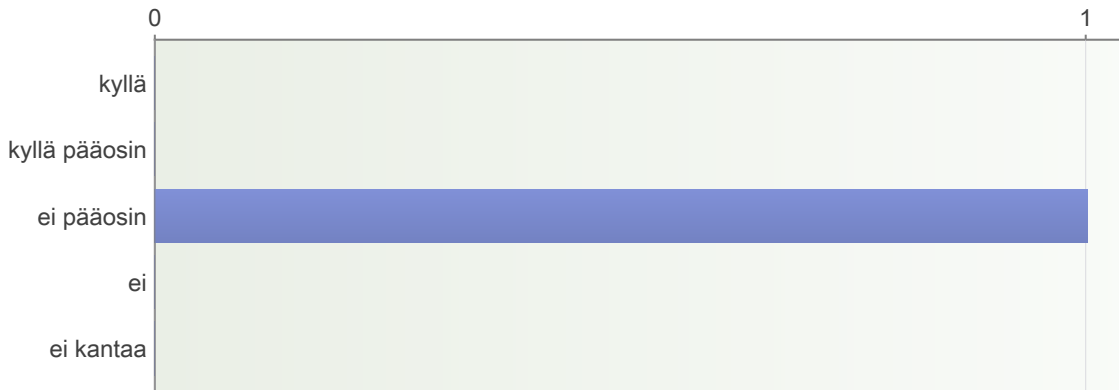 0 1
kyllä
kyllä pääosin
ei pääosin
ei
ei kantaa